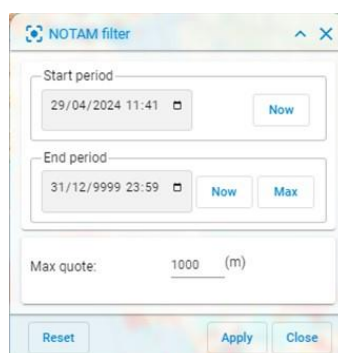 NOTAM filter
Start period
29/04/2024 11:41
Now
End period
31/12/9999 23:59
Now
Max
Max quote:
1000
(m)
Reset
Apply
Close